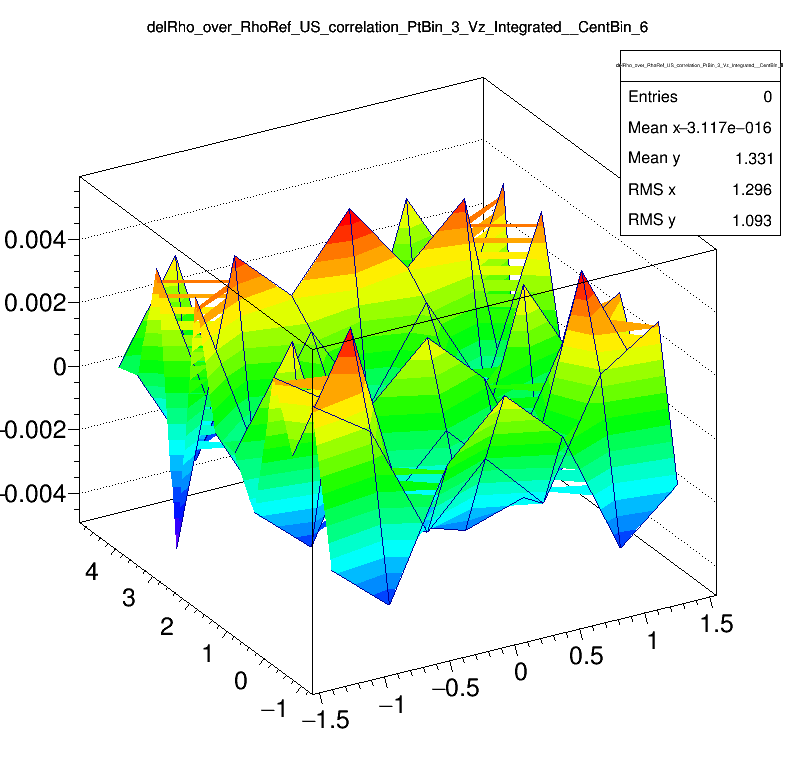 delRho_over_RhoRef_US_correlation_PtBin_3_Vz_Integrated__CentBin_6
delRho_over_RhoRef_US_correlation_PtBin_3_Vz_Integrated__CentBin_6
Entries 0
Mean x −3.117e−016
Mean y 1.331
RMS x 1.296
RMS y 1.093
0.004
0.002
0
−0.002
−0.004
4
3
2
1
0
−1
−1.5
−1
−0.5
0
0.5
1
1.5